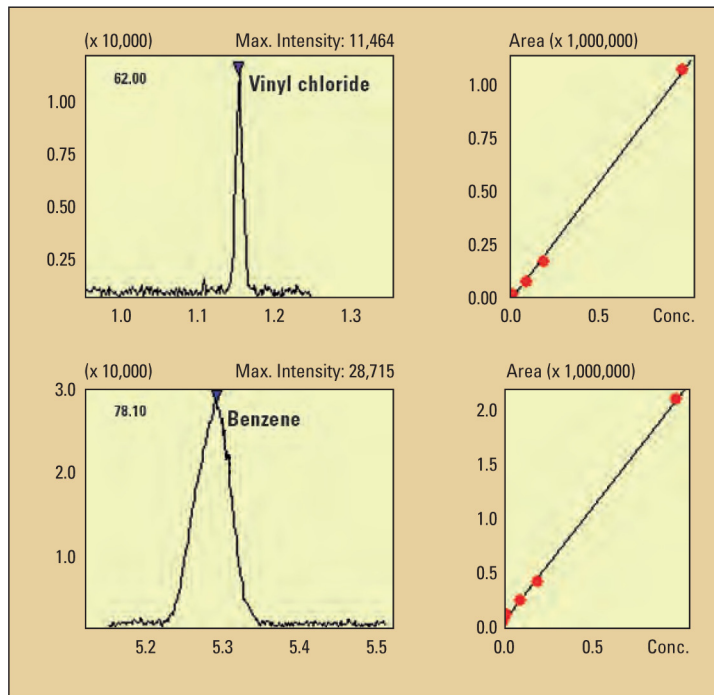 (x 10,000) Max. Intensity: 11,464
62.00
Vinyl chloride
1.00
0.75
0.50
0.25
1.0 1.1 1.2 1.3
Area (x 1,000,000)
1.00
0.75
0.50
0.25
0.00
0.0 0.5 Conc.
(x 10,000) Max. Intensity: 28,715
3.0
78.10
Benzene
2.0
1.0
5.2 5.3 5.4 5.5
Area (x 1,000,000)
2.0
1.5
1.0
0.5
0.0
0.0 0.5 Conc.